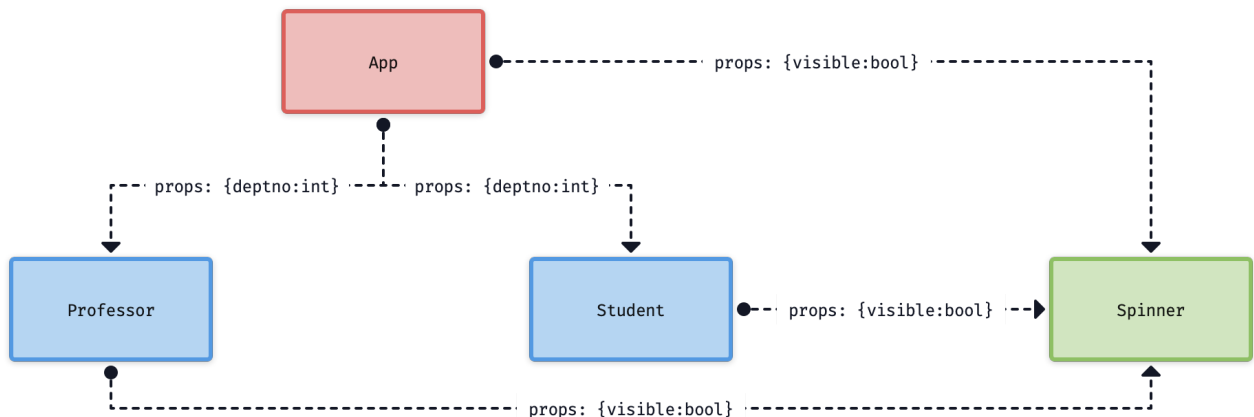 App
props: {visible:bool}
props: {deptno:int}
props: {deptno:int}
Professor
Student
props: {visible:bool}
Spinner
props: {visible:bool}